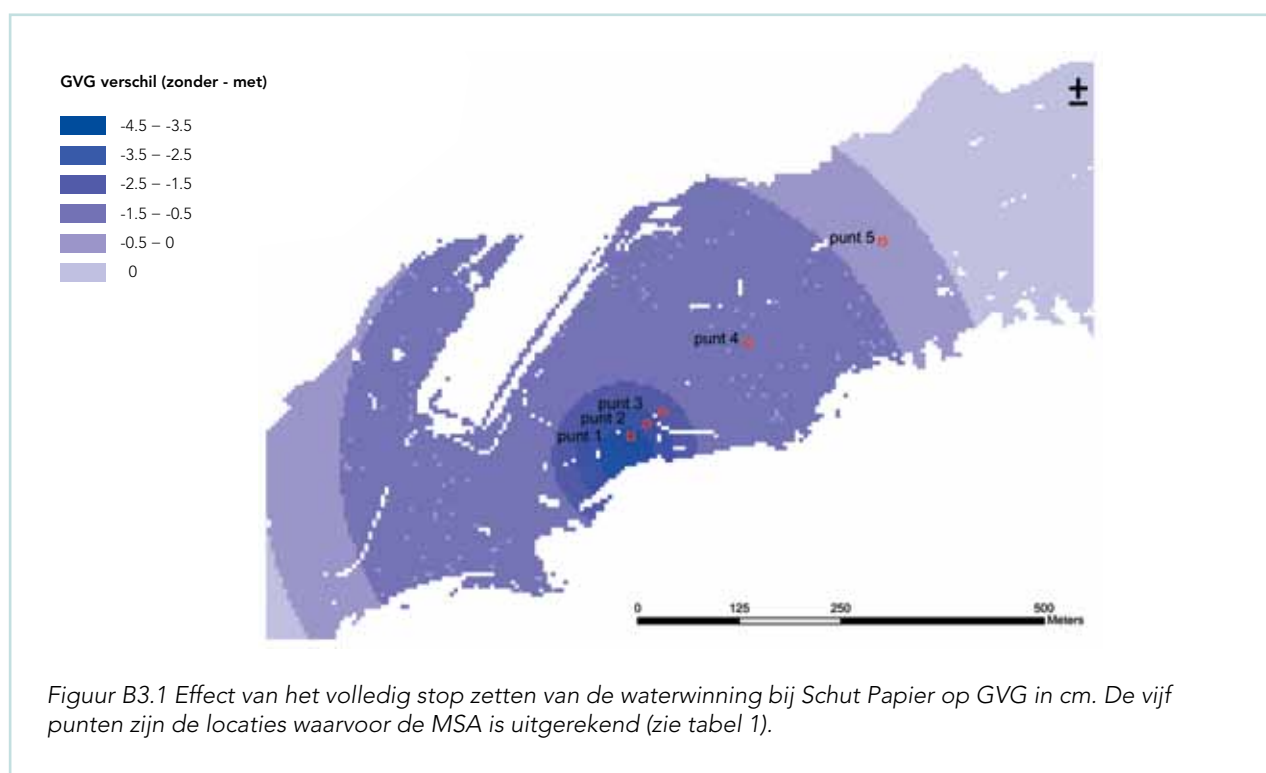 GVG verschil (zonder - met)
-4.5 – -3.5
-3.5 – -2.5
-2.5 – -1.5
-1.5 – -0.5
-0.5 – 0
0
±
punt 5
punt 4
punt 3
punt 2
punt 1
0 125 250 500
Meters
Figuur B3.1 Effect van het volledig stop zetten van de waterwinning bij Schut Papier op GVG in cm. De vijf
punten zijn de locaties waarvoor de MSA is uitgerekend (zie tabel 1).